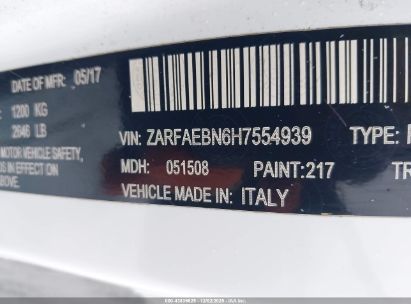 DATE OF MFR: 05/17
1200 KG
2646 LB
VIN: ZARFAEBN6H7554939 TYPE:
MOTOR VEHICLE SAFETY,
MDH: 051508 PAINT:217 TR
IN EFFECT ON
VEHICLE MADE IN: ITALY